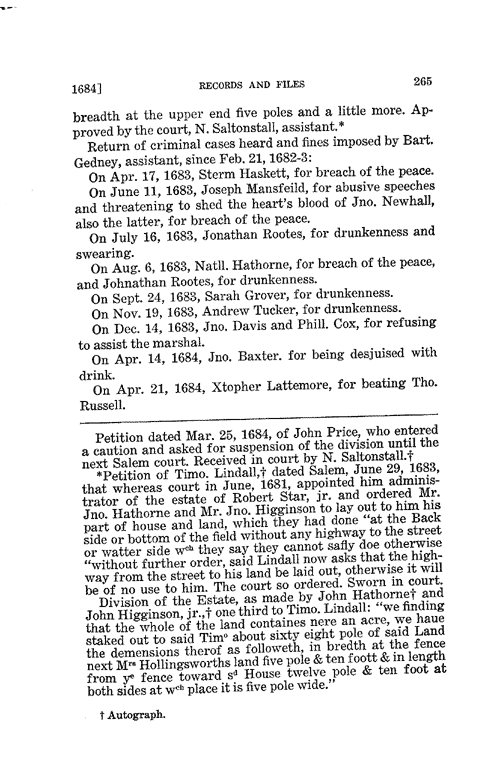 1684] RECORDS AND FILES 265
breadth at the upper end five poles and a little more. Ap-
proved by the court, N. Saltonstall, assistant.*
Return of criminal cases heard and fines imposed by Bart.
Gedney, assistant, since Feb. 21, 1682-3:
On Apr. 17, 1683, Sterm Haskett, for breach of the peace.
On June 11, 1683, Joseph Mansfeild, for abusive speeches
and threatening to shed the heart's blood of Jno. Newhall,
also the latter, for breach of the peace.
On July 16, 1683, Jonathan Rootes, for drunkenness and
swearing.
On Aug. 6, 1683, Natll. Hathorne, for breach of the peace,
and Johnathan Rootes, for drunkenness.
On Sept. 24, 1683, Sarah Grover, for drunkenness.
On Nov. 19, 1683, Andrew Tucker, for drunkenness.
On Dec. 14, 1683, Jno. Davis and Phill. Cox, for refusing
to assist the marshal.
On Apr. 14, 1684, Jno. Baxter. for being desjuised with
drink.
On Apr. 21, 1684, Xtopher Lattemore, for beating Tho.
Russell.
Petition dated Mar. 25, 1684, of John Price, who entered
a caution and asked for suspension of the division until the
next Salem court. Received in court by N. Saltonstall.†
*Petition of Timo. Lindall,† dated Salem, June 29, 1683,
that whereas court in June, 1681, appointed him adminis-
trator of the estate of Robert Star, jr. and ordered Mr.
Jno. Hathorne and Mr. Jno. Higginson to lay out to him his
part of house and land, which they had done "at the Back
side or bottom of the field without any highway to the street
or watter side wᶜʰ they say they cannot safly doe otherwise
"without further order, said Lindall now asks that the high-
way from the street to his land be laid out, otherwise it will
be of no use to him. The court so ordered. Sworn in court.
Division of the Estate, as made by John Hathorne† and
John Higginson, jr.,† one third to Timo. Lindall: "we finding
that the whole of the land containes nere an acre, we haue
staked out to said Timᵒ about sixty eight pole of said Land
the demensions therof as followeth, in bredth at the fence
next Mʳˢ Hollingsworths land five pole & ten foott & in length
from yᵉ fence toward sᵈ House twelve pole & ten foot at
both sides at wᶜʰ place it is five pole wide."
† Autograph.